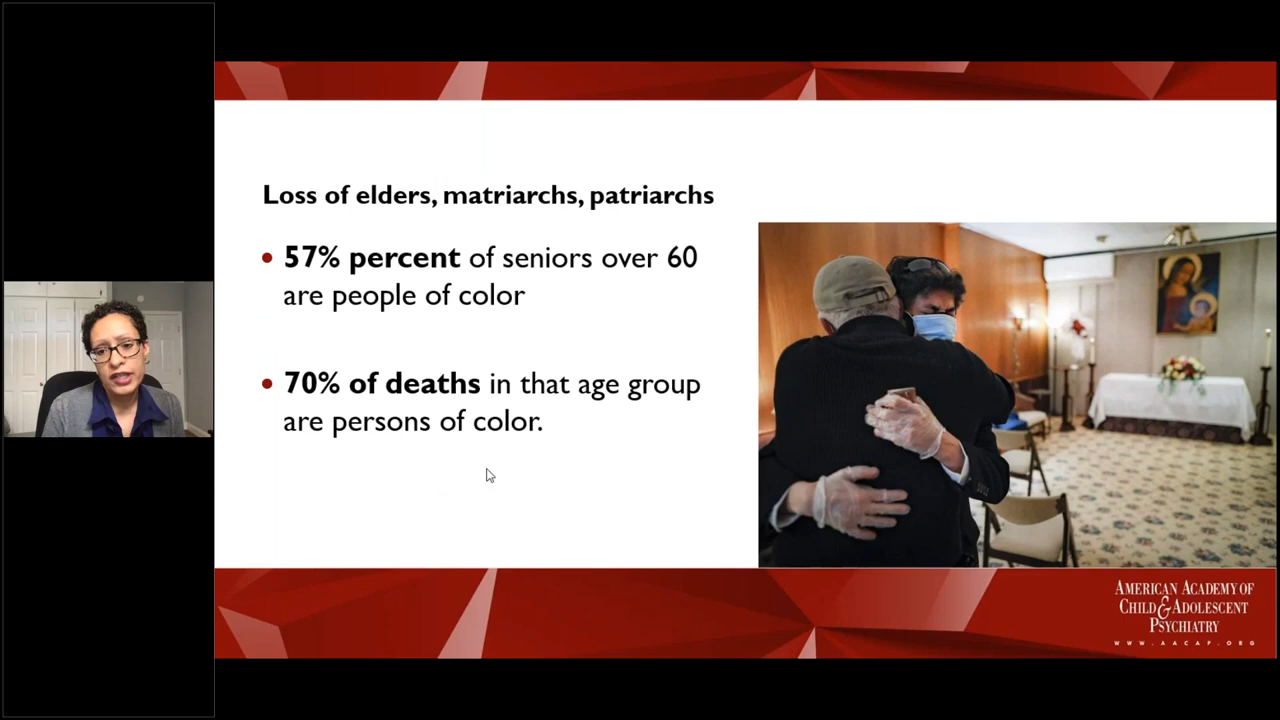 Loss of elders, matriarchs, patriarchs
• 57% percent of seniors over 60
are people of color
• 70% of deaths in that age group
are persons of color.
AMERICAN ACADEMY OF
CHILD & ADOLESCENT
PSYCHIATRY
WWW.AACAP.ORG